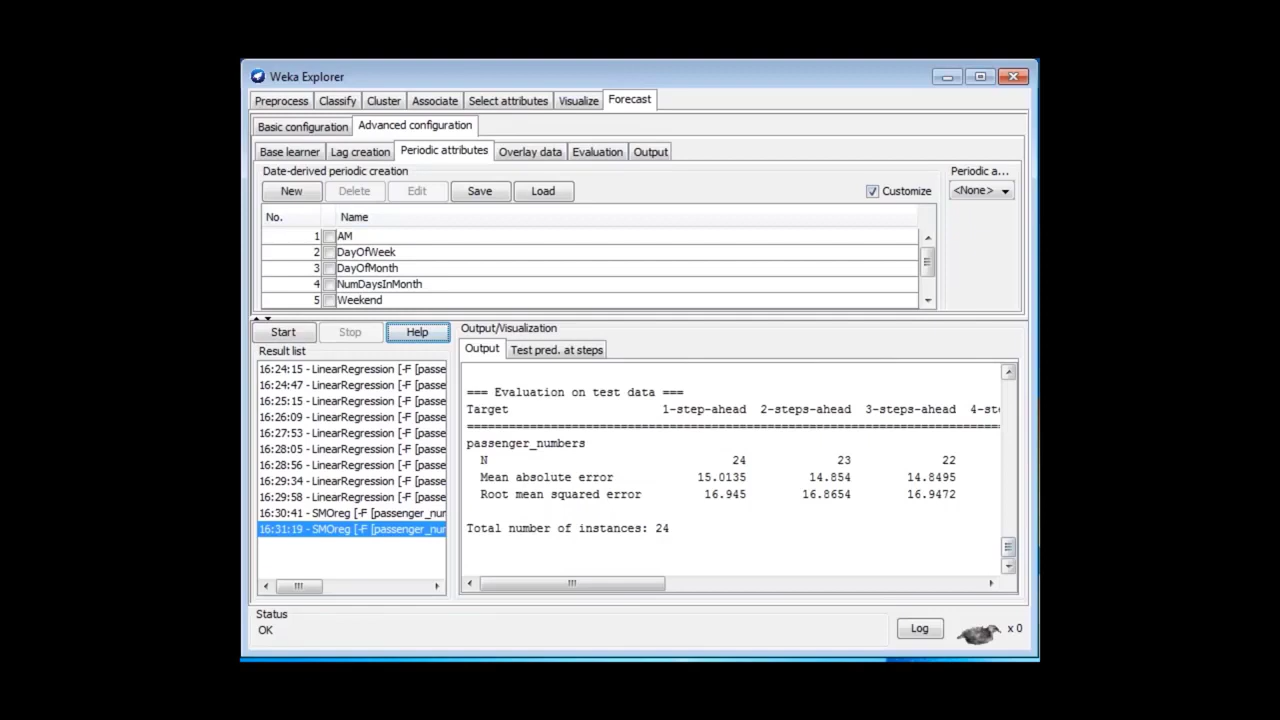 Weka Explorer
Preprocess Classify Cluster Associate Select attributes Visualize Forecast
Basic configuration Advanced configuration
Base learner Lag creation Periodic attributes Overlay data Evaluation Output
Date-derived periodic creation Periodic a...
New Delete Edit Save Load Customize <None>
No. Name
1 AM
2 DayOfWeek
3 DayOfMonth
4 NumDaysInMonth
5 Weekend
Start Stop Help Output/Visualization
Result list Output Test pred. at steps
16:24:15 - LinearRegression [-F [passe
16:24:47 - LinearRegression [-F [passe
16:25:15 - LinearRegression [-F [passe
16:26:09 - LinearRegression [-F [passe
16:27:53 - LinearRegression [-F [passe
16:28:05 - LinearRegression [-F [passe
16:28:56 - LinearRegression [-F [passe
16:29:34 - LinearRegression [-F [passe
16:29:58 - LinearRegression [-F [passe
16:30:41 - SMOreg [-F [passenger_nur
16:31:19 - SMOreg [-F [passenger_nur
=== Evaluation on test data ===
Target 1-step-ahead 2-steps-ahead 3-steps-ahead 4-ste
==============================================================================
passenger_numbers
N 24 23 22
Mean absolute error 15.0135 14.854 14.8495
Root mean squared error 16.945 16.8654 16.9472
Total number of instances: 24
Status
OK
Log x 0